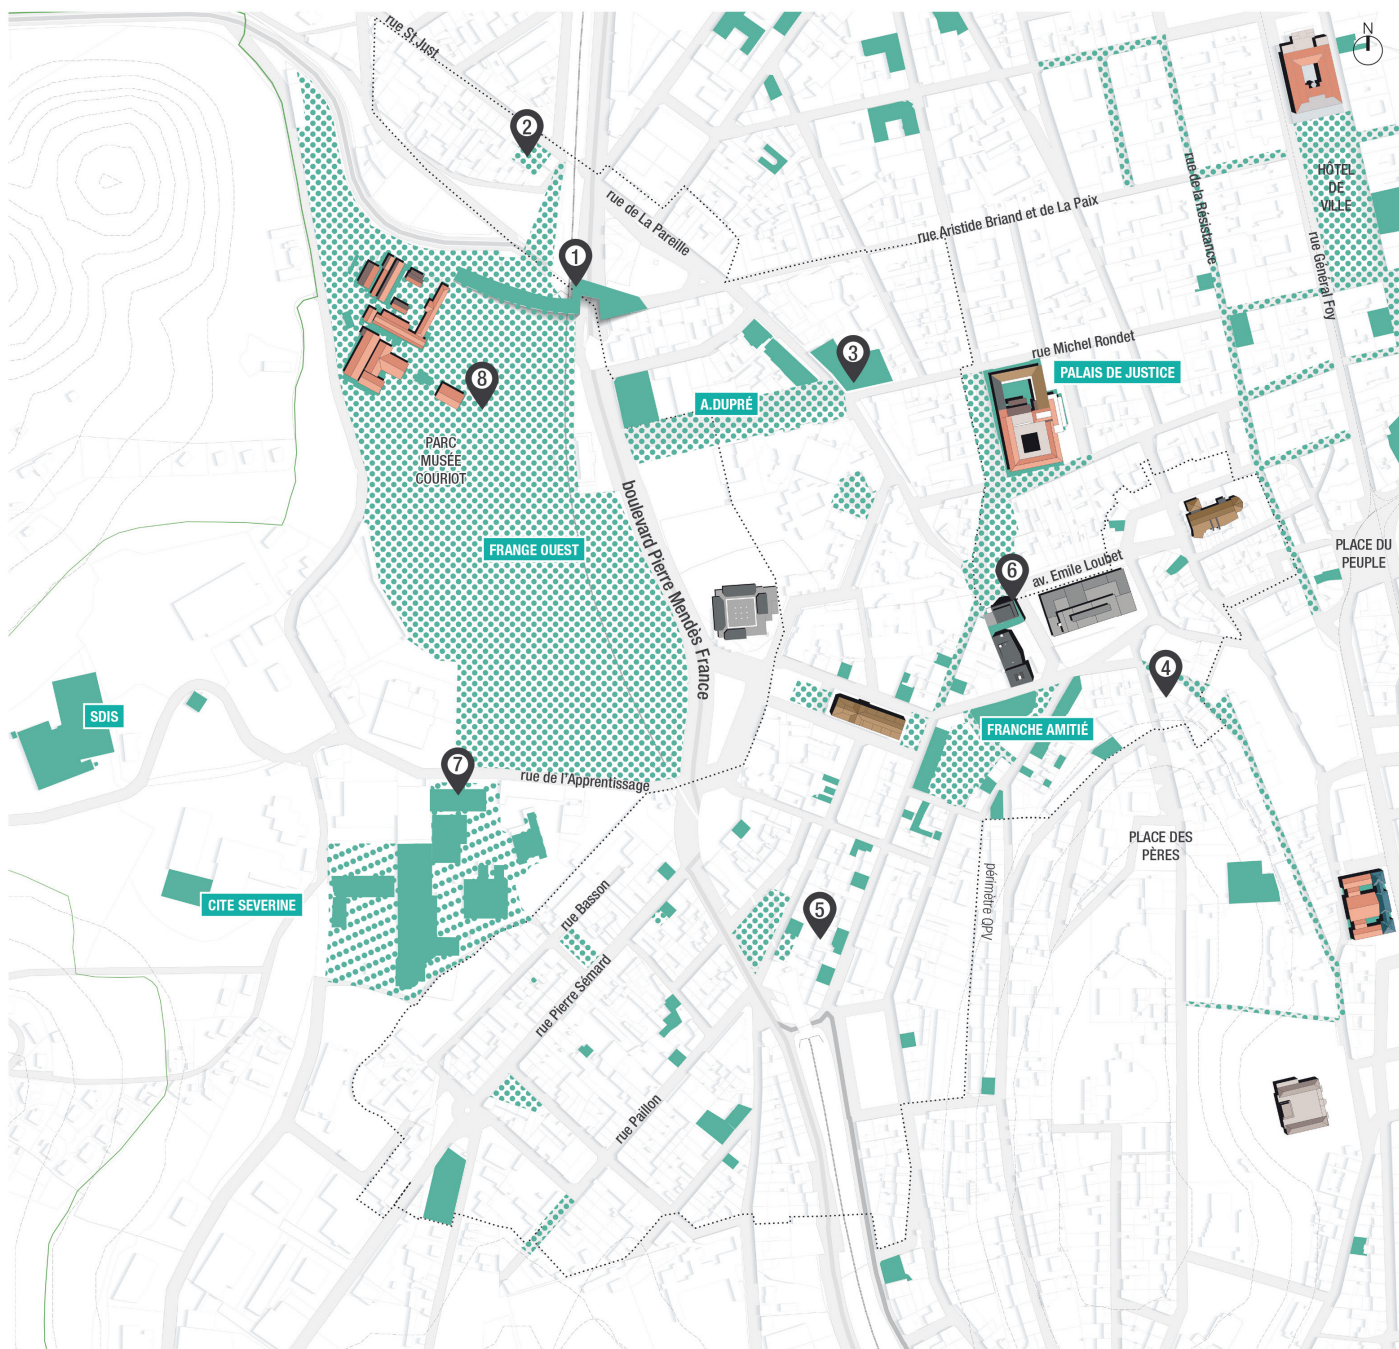 rue St Just
N
2
HÔTEL
DE
VILLE
rue de la Résistance
rue de La Pareille
rue Aristide Briand et de La Paix
1
rue Général Foy
rue Michel Rondet
3
PALAIS DE JUSTICE
8
A.DUPRÉ
PARC
MUSÉE
COURIOT
boulevard Pierre Mendès France
FRANGE OUEST
PLACE DU
PEUPLE
6
av. Emile Loubet
4
SDIS
FRANCHE AMITIÉ
7
rue de l'Apprentissage
PLACE DES
PÈRES
périmètre QPV
CITE SEVERINE
rue Basson
5
rue Pierre Sémard
rue Paillon